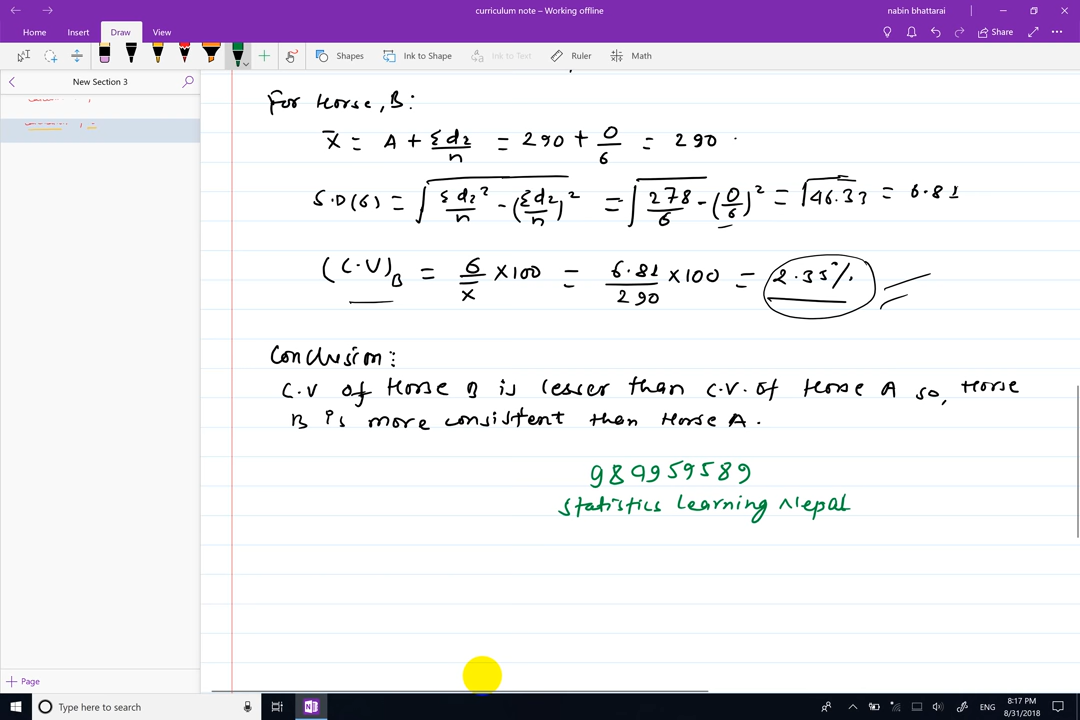 curriculum note – Working offline
nabin bhattarai
Home Insert Draw View
Share
Shapes Ink to Shape Ink to Text Ruler Math
New Section 3
For Horse, B:
x̄ = A + Σd₂/n = 290 + 0/6 = 290
S.D(σ) = √(Σd₂²/n - (Σd₂/n)²) = √(278/6 - (0/6)²) = √46.33 = 6.81
(C.V)B = σ/x × 100 = 6.81/290 × 100 = 2.35%
Conclusion:
C.V of Horse B is lesser than C.V. of Horse A so, Horse
B is more consistent then Horse A.
989959589
Statistics Learning Nepal
+ Page
Type here to search
ENG
8:17 PM
8/31/2018